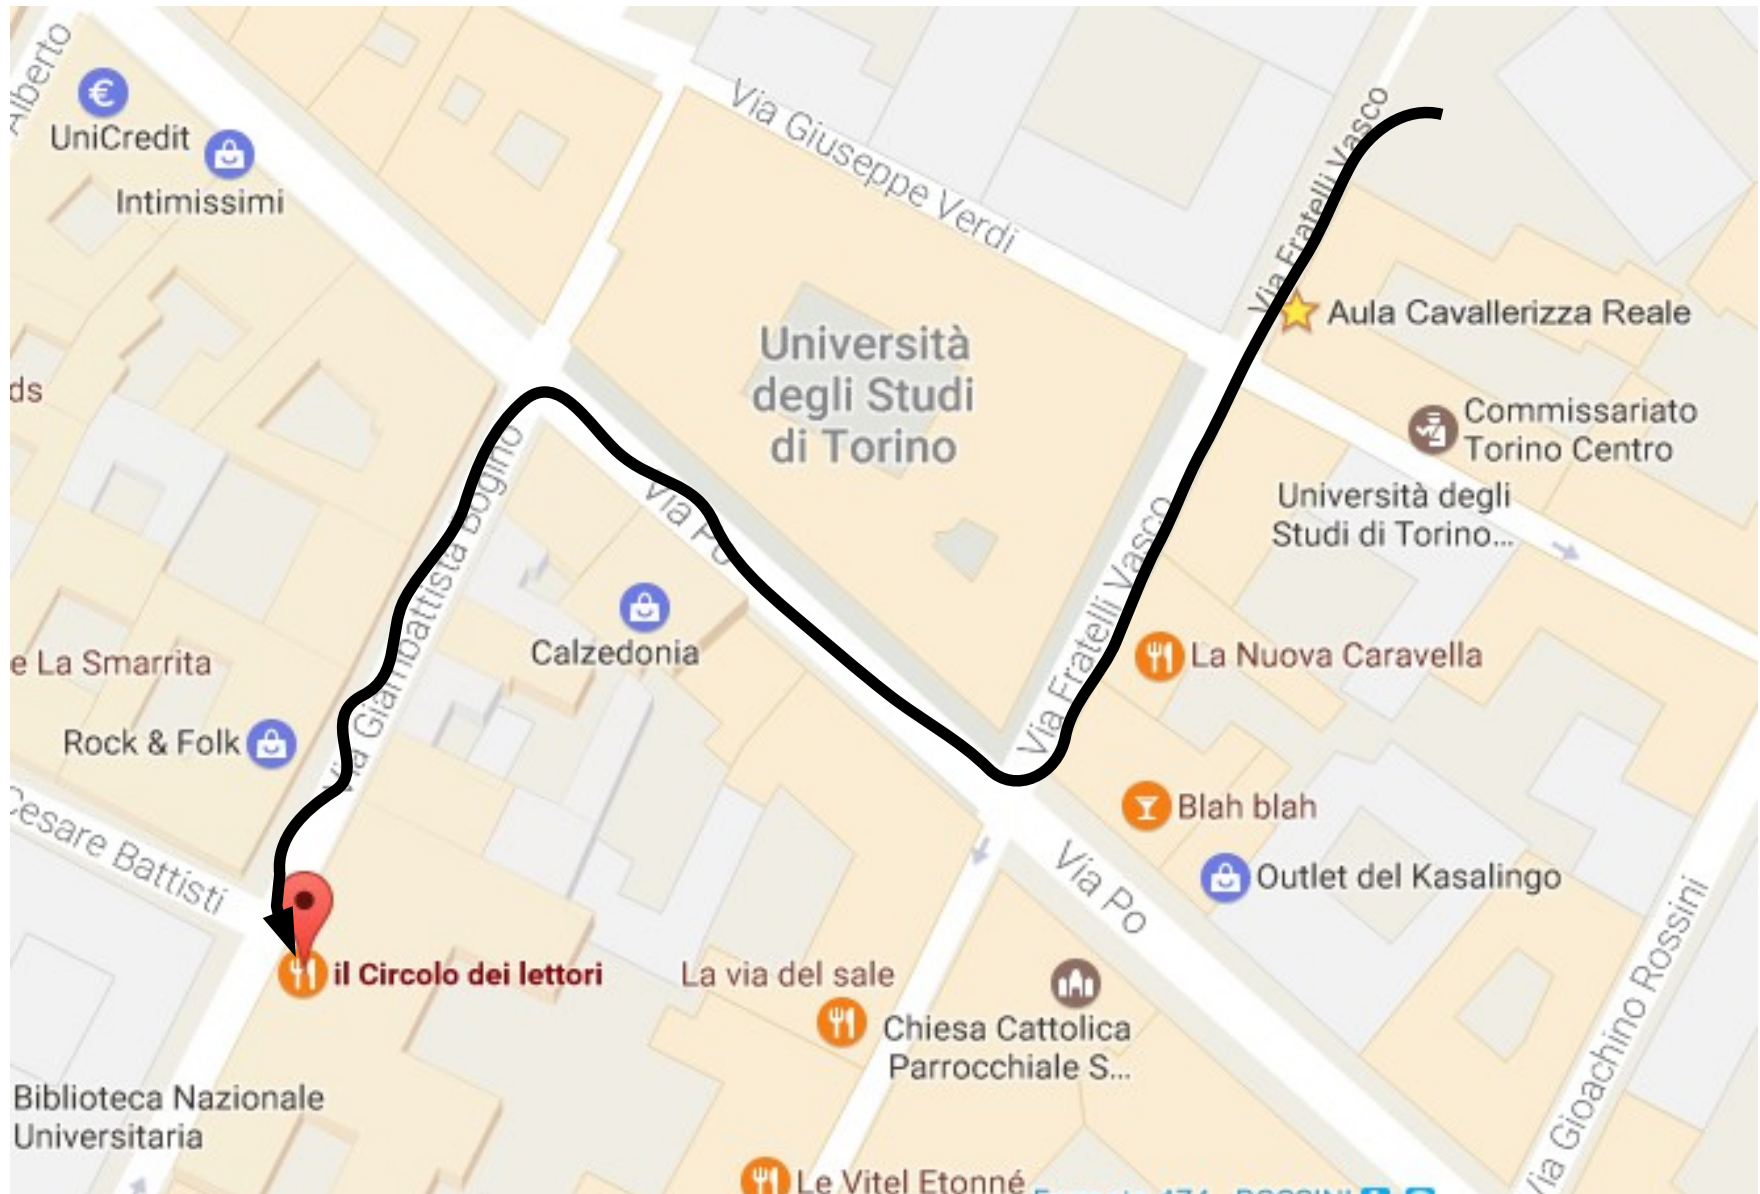 Alberto
UniCredit
Intimissimi
Via Giuseppe Verdi
Via Fratelli Vasco
Aula Cavallerizza Reale
Università
degli Studi
di Torino
ds
Commissariato
Torino Centro
Università degli
Studi di Torino...
Via Giambattista Bogino
Via Po
Via Fratelli Vasco
Calzedonia
La Nuova Caravella
e La Smarrita
Rock & Folk
Blah blah
Cesare Battisti
Via Po
Outlet del Kasalingo
il Circolo dei lettori
La via del sale
Chiesa Cattolica
Parrocchiale S...
Via Gioachino Rossini
Biblioteca Nazionale
Universitaria
Le Vitel Etonné
ROSSINI